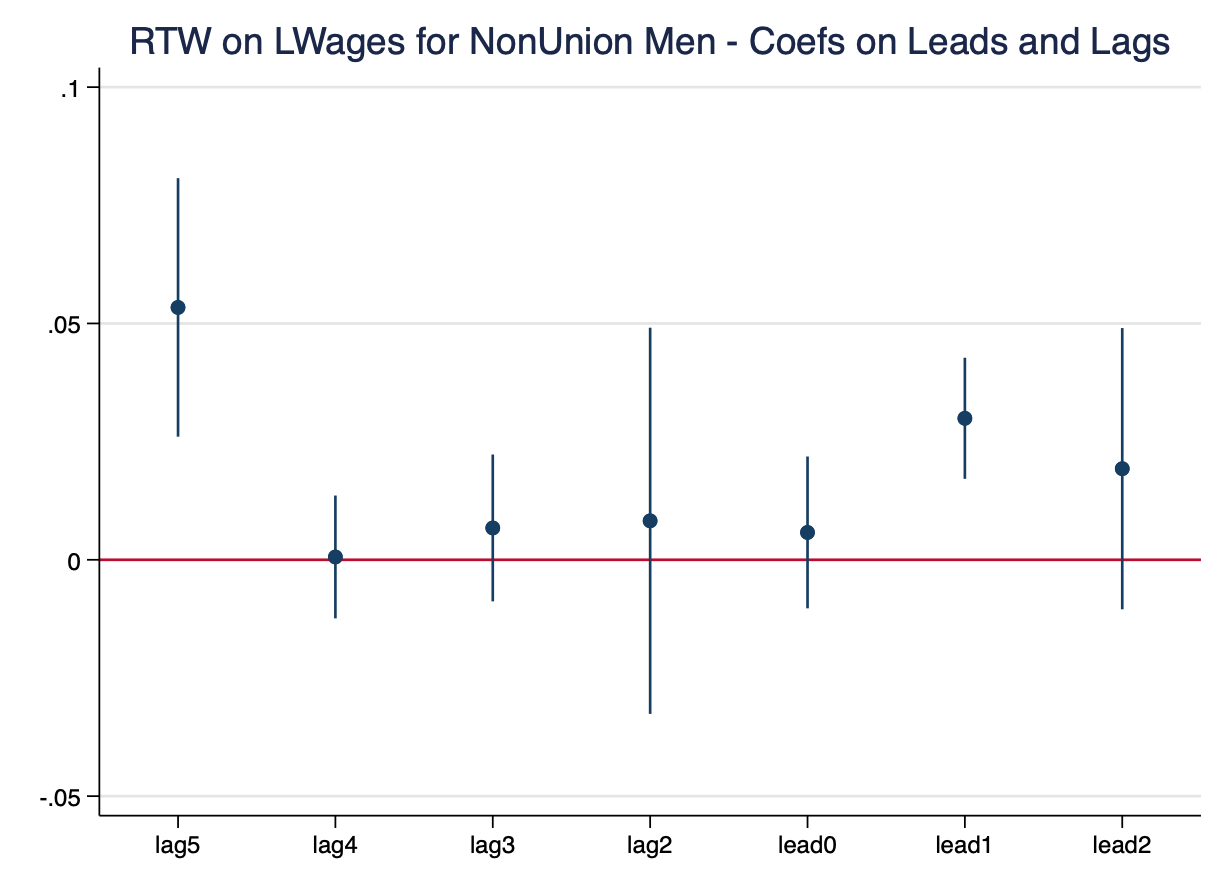 RTW on LWages for NonUnion Men - Coefs on Leads and Lags
.1
.05
0
-.05
lag5 lag4 lag3 lag2 lead0 lead1 lead2